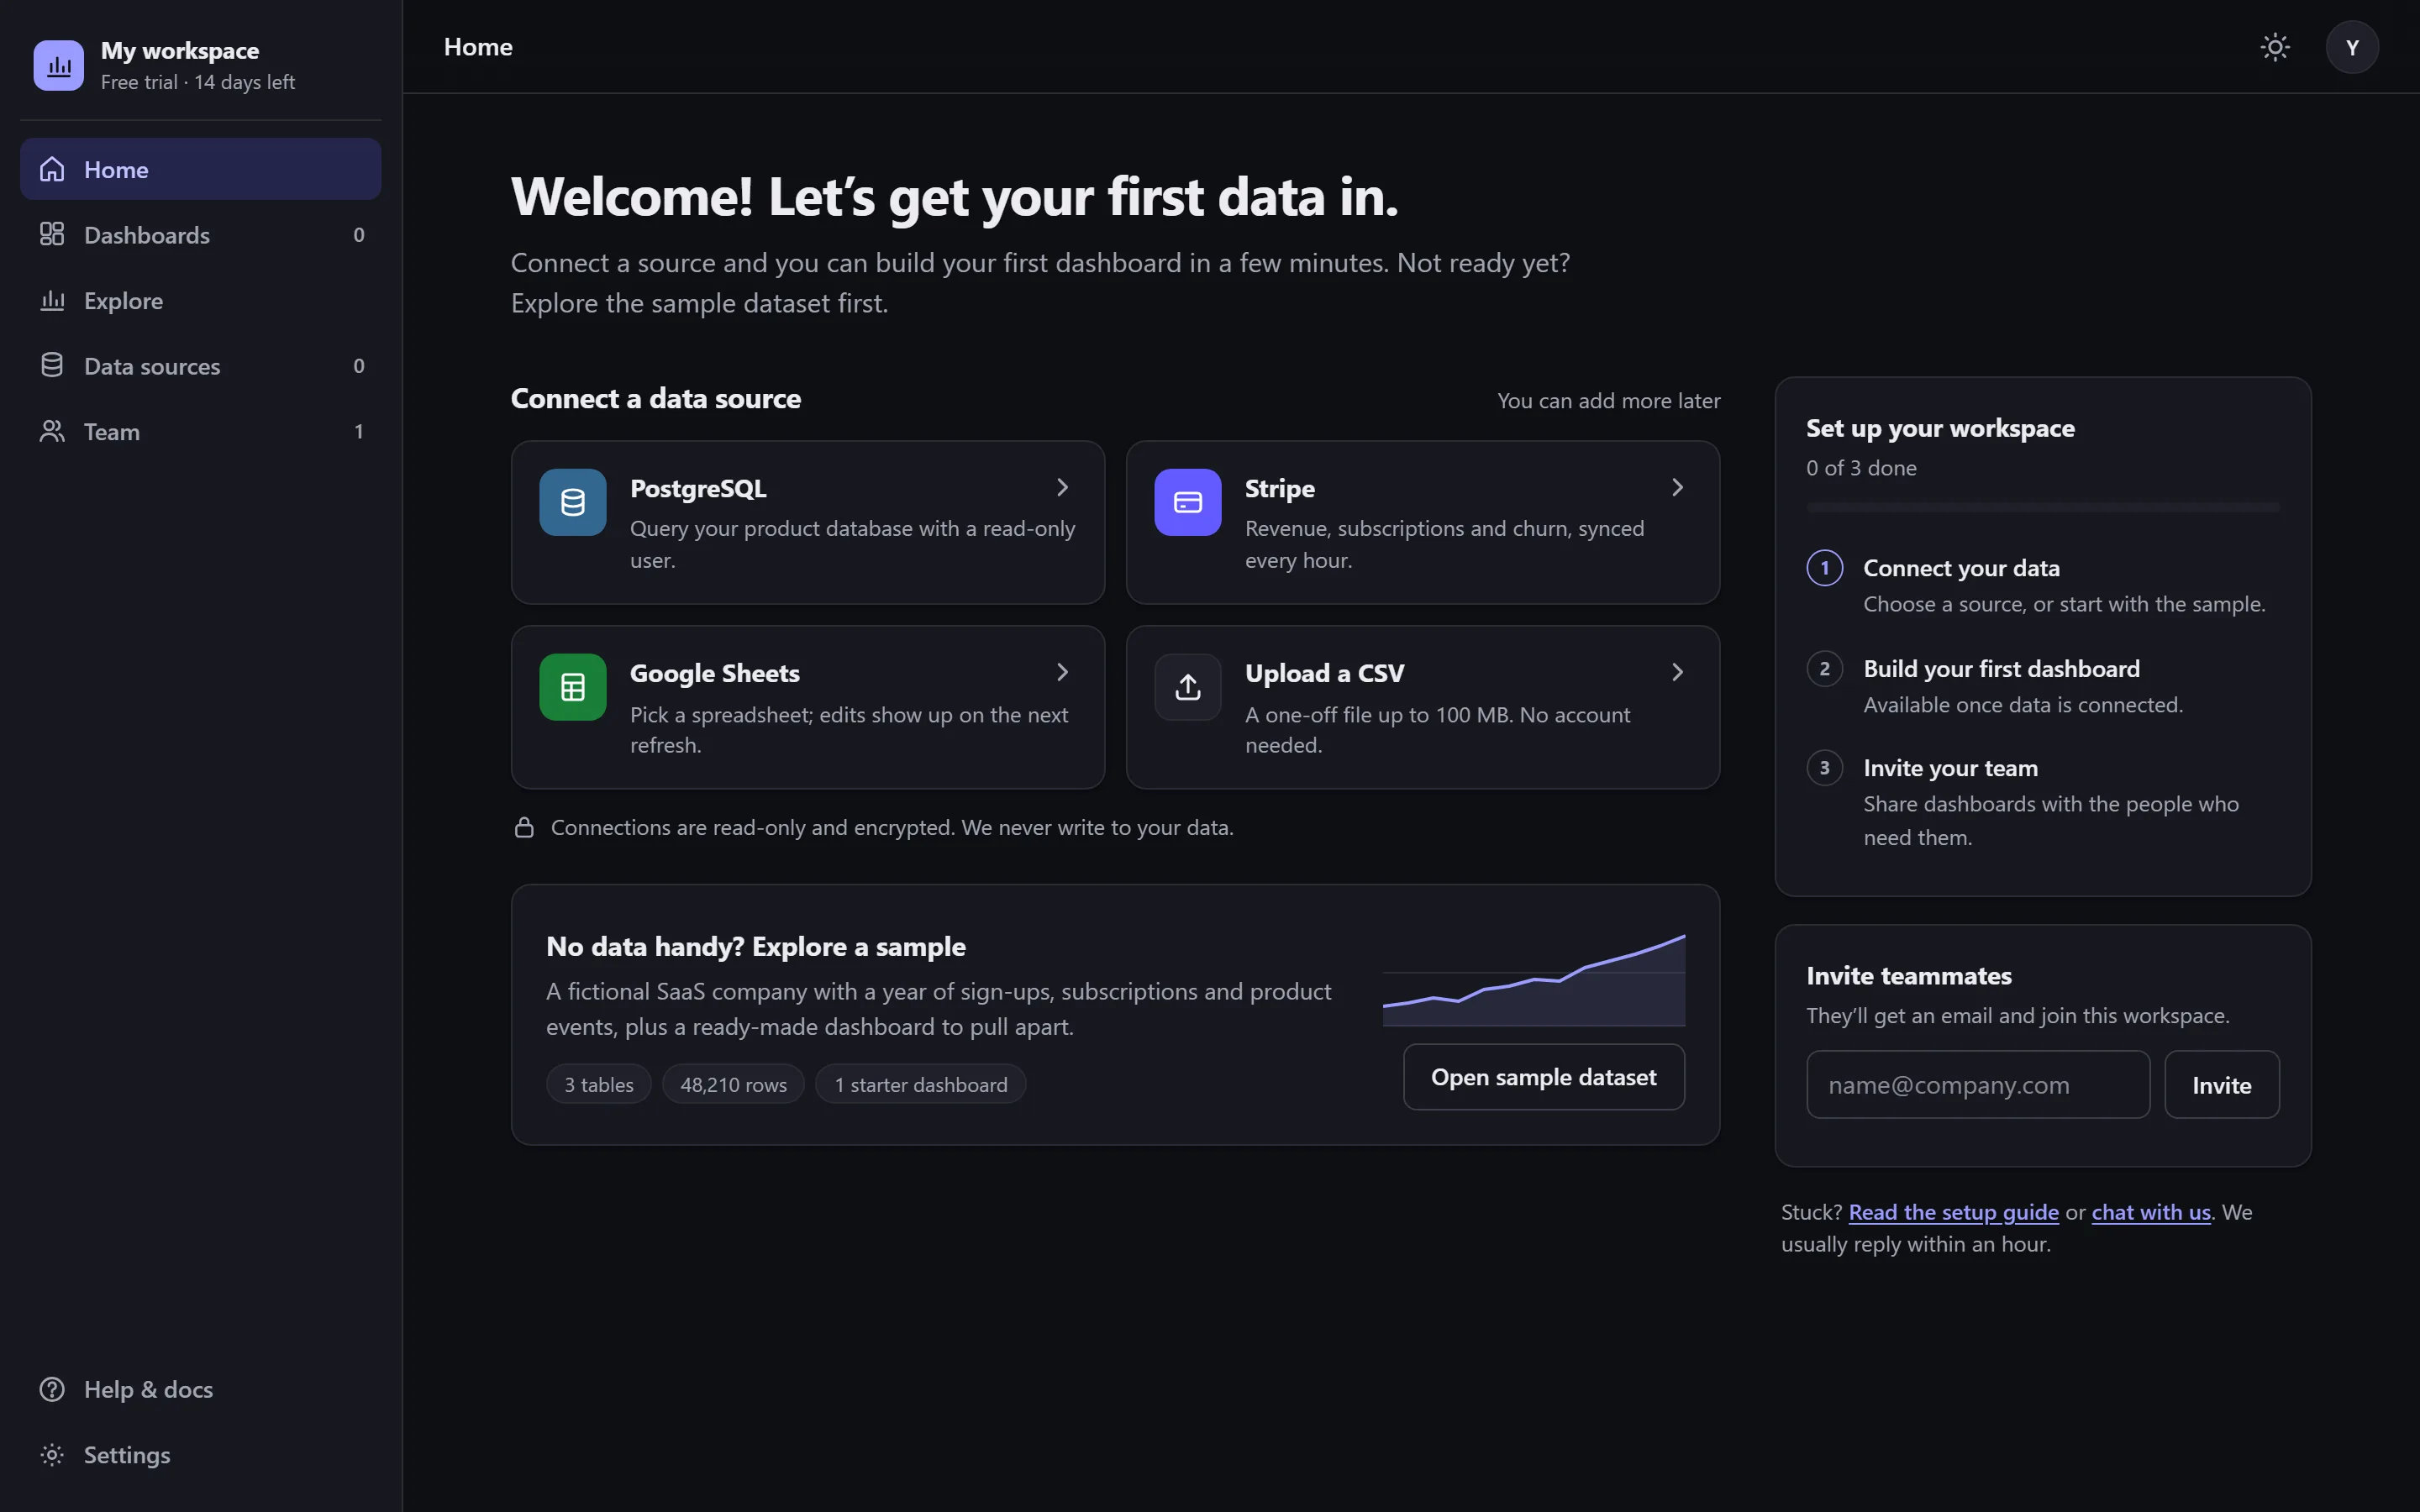 My workspace
Free trial · 14 days left
Home
Dashboards 0
Explore
Data sources 0
Team 1
Help & docs
Settings
Home
Y
Welcome! Let’s get your first data in.
Connect a source and you can build your first dashboard in a few minutes. Not ready yet?
Explore the sample dataset first.
Connect a data source
You can add more later
PostgreSQL
Query your product database with a read-only
user.
Stripe
Revenue, subscriptions and churn, synced
every hour.
Google Sheets
Pick a spreadsheet; edits show up on the next
refresh.
Upload a CSV
A one-off file up to 100 MB. No account
needed.
Connections are read-only and encrypted. We never write to your data.
No data handy? Explore a sample
A fictional SaaS company with a year of sign-ups, subscriptions and product
events, plus a ready-made dashboard to pull apart.
3 tables
48,210 rows
1 starter dashboard
Open sample dataset
Set up your workspace
0 of 3 done
1 Connect your data
Choose a source, or start with the sample.
2 Build your first dashboard
Available once data is connected.
3 Invite your team
Share dashboards with the people who
need them.
Invite teammates
They’ll get an email and join this workspace.
name@company.com
Invite
Stuck? Read the setup guide or chat with us. We
usually reply within an hour.